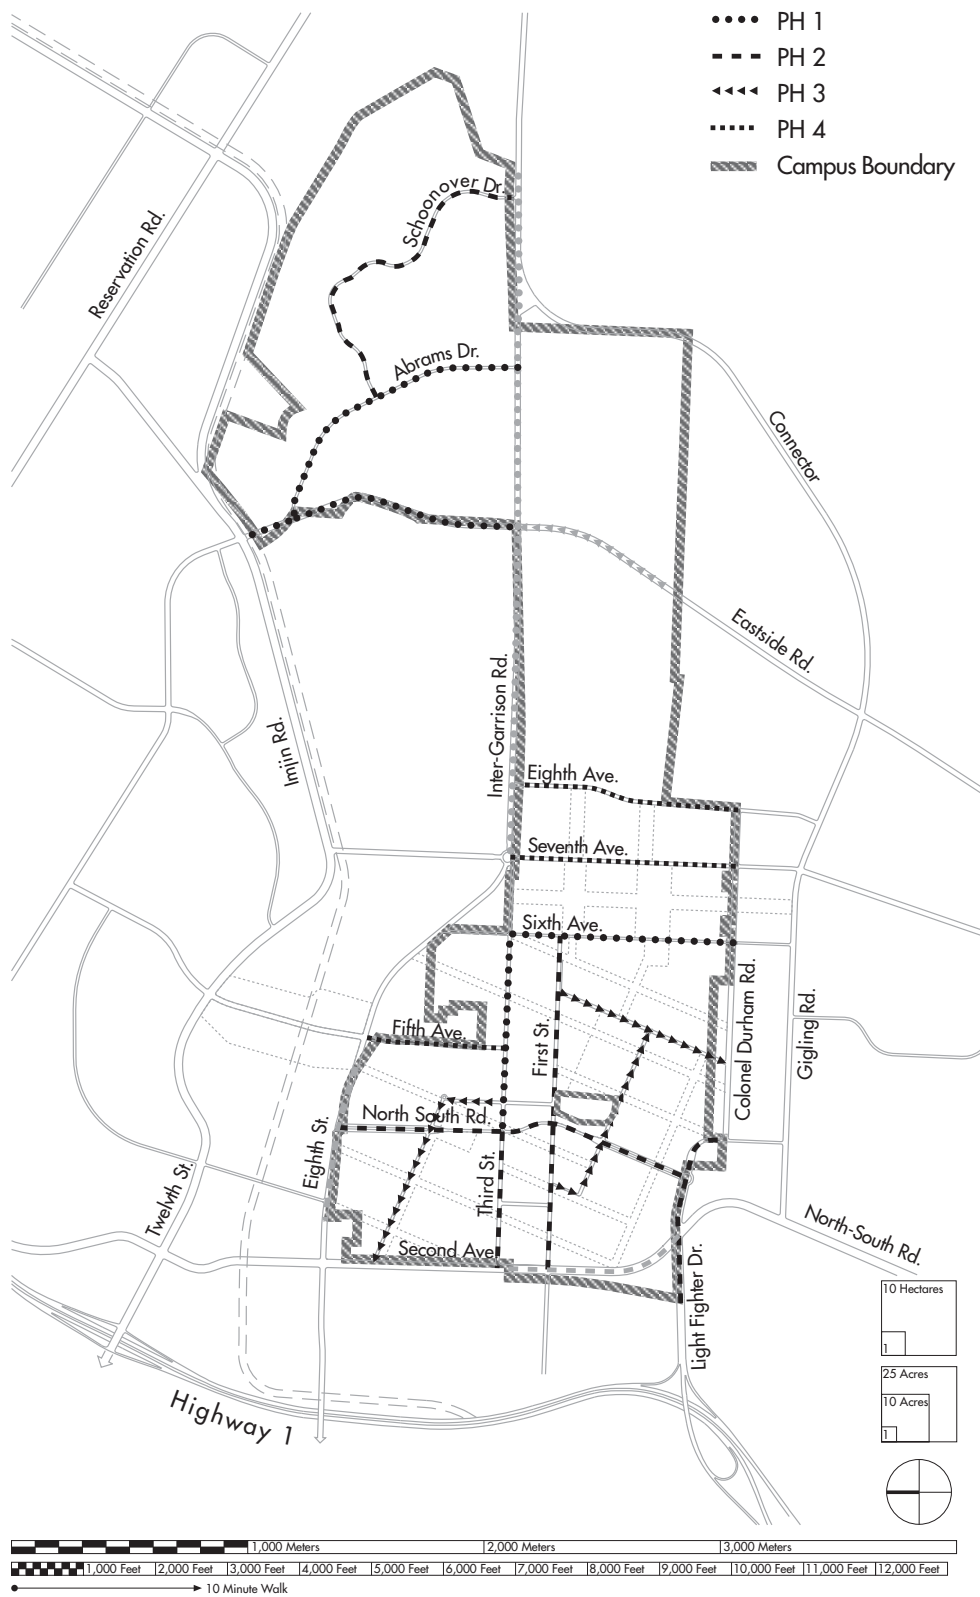 PH 1
PH 2
PH 3
PH 4
Campus Boundary
Schoonover Dr.
Reservation Rd.
Abrams Dr.
Connector
Eastside Rd.
Inter-Garrison Rd.
Imjin Rd.
Eighth Ave.
Seventh Ave.
Sixth Ave.
Colonel Durham Rd.
Gigling Rd.
Fifth Ave.
First St.
North South Rd.
Eighth St.
Third St.
Twelvth St.
Second Ave.
North-South Rd.
Light Fighter Dr.
Highway 1
10 Hectares
1
25 Acres
10 Acres
1
1,000 Meters 2,000 Meters 3,000 Meters
1,000 Feet 2,000 Feet 3,000 Feet 4,000 Feet 5,000 Feet 6,000 Feet 7,000 Feet 8,000 Feet 9,000 Feet 10,000 Feet 11,000 Feet 12,000 Feet
10 Minute Walk